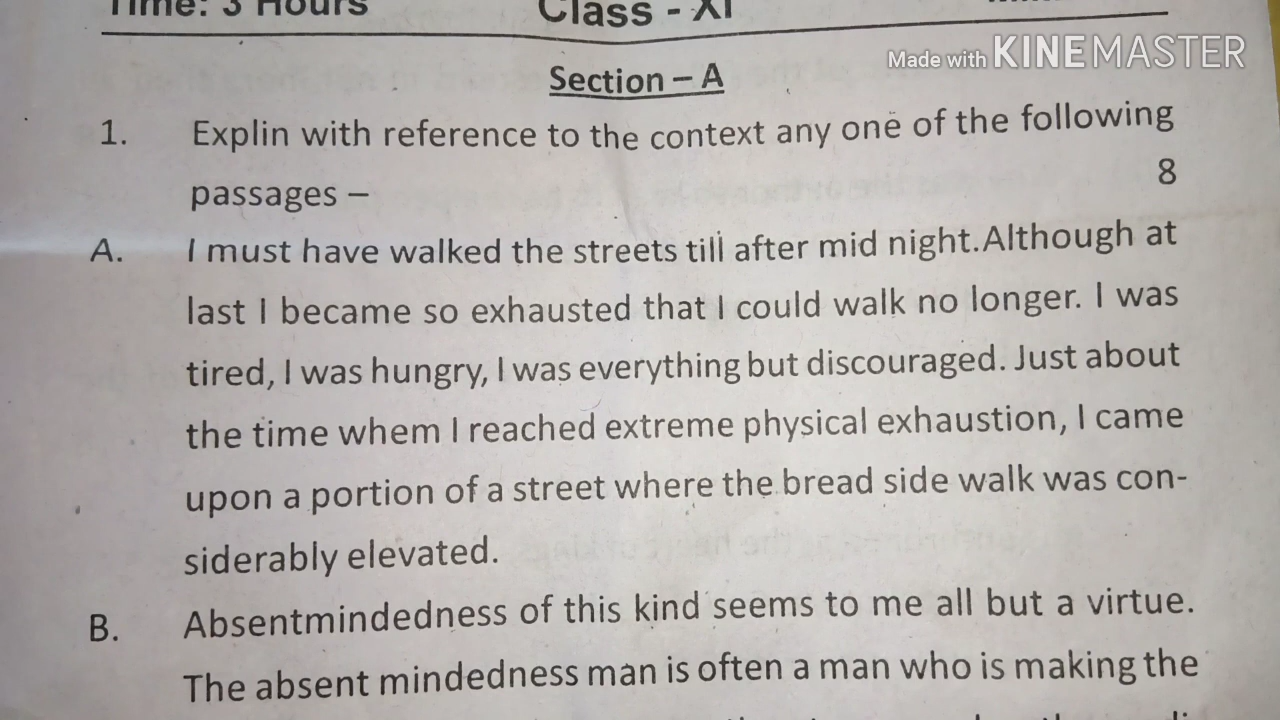 Time: 3 Hours
Class - XI
Made with KINEMASTER
Section – A
1. Explin with reference to the context any one of the following
passages – 8
A. I must have walked the streets till after mid night.Although at
last I became so exhausted that I could walk no longer. I was
tired, I was hungry, I was everything but discouraged. Just about
the time whem I reached extreme physical exhaustion, I came
upon a portion of a street where the bread side walk was con-
siderably elevated.
B. Absentmindedness of this kind seems to me all but a virtue.
The absent mindedness man is often a man who is making the